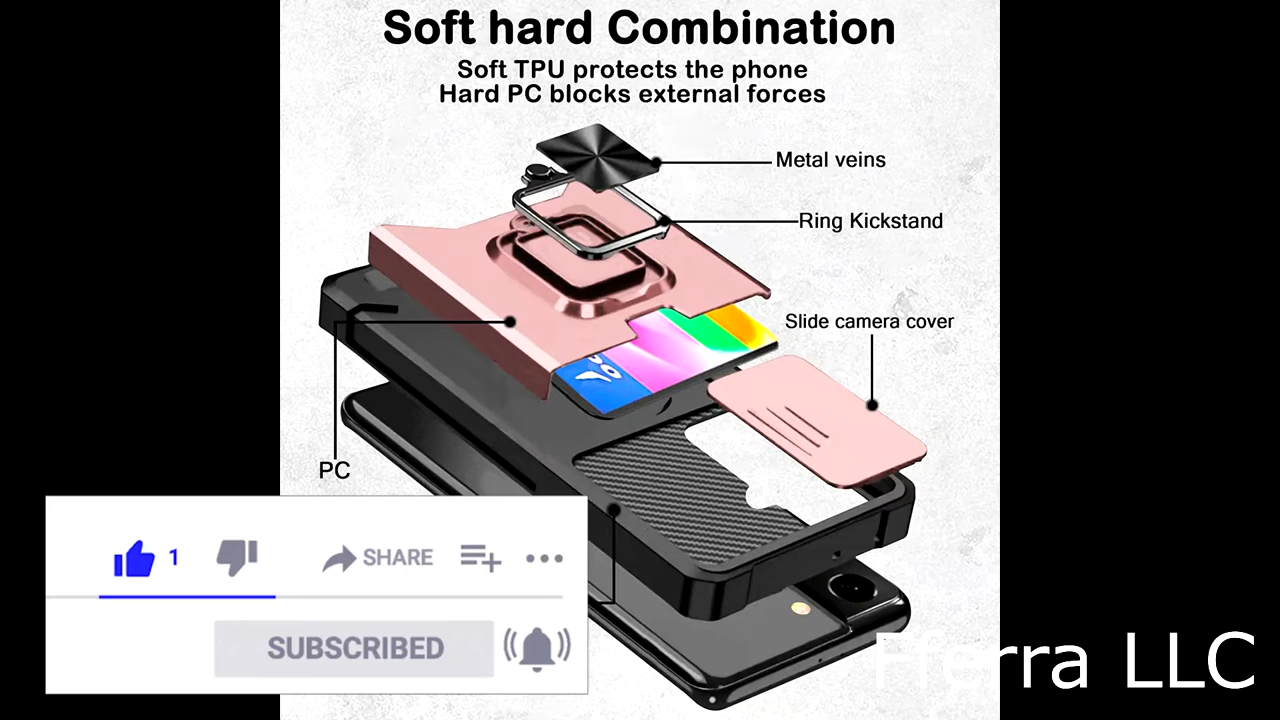 Soft hard Combination
Soft TPU protects the phone
Hard PC blocks external forces
Metal veins
Ring Kickstand
Slide camera cover
PC
1
SHARE
SUBSCRIBED
LLC